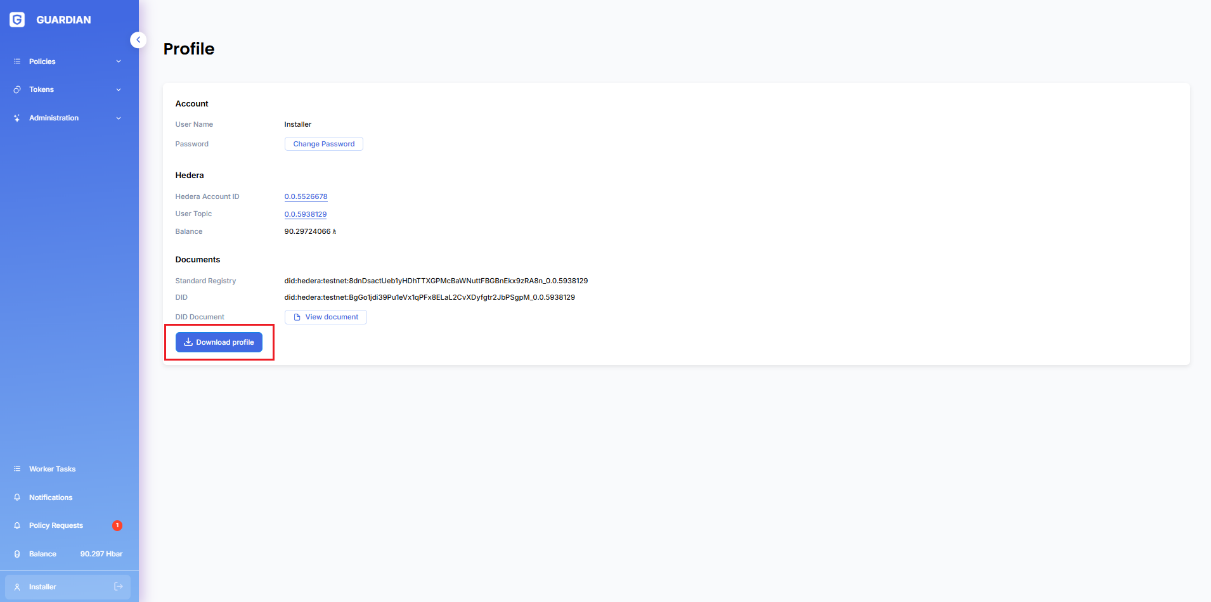 GUARDIAN
Policies
Tokens
Administration
Worker Tasks
Notifications
Policy Requests 1
Balance 90.297 Hbar
Installer
Profile
Account
User Name Installer
Password Change Password
Hedera
Hedera Account ID 0.0.5526678
User Topic 0.0.5938129
Balance 90.29724066 ℏ
Documents
Standard Registry did:hedera:testnet:8dnDsactUeb1yHDhTTXGPMcBaWNuttFBGBnEkx9zRA8n_0.0.5938129
DID did:hedera:testnet:BgGo1jdi39Pu1eVx1qPFx8ELaL2CvXDyfgtr2JbPSgpM_0.0.5938129
DID Document View document
Download profile